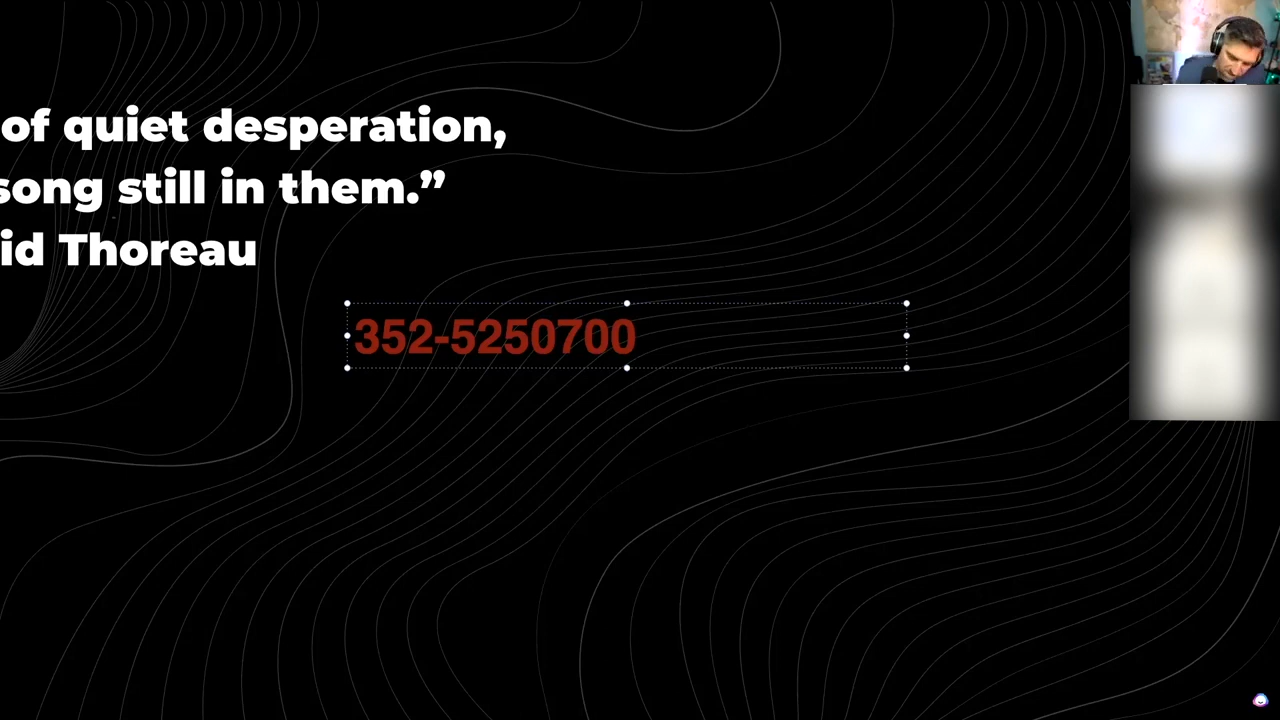 of quiet desperation,
song still in them.”
id Thoreau
352-5250700